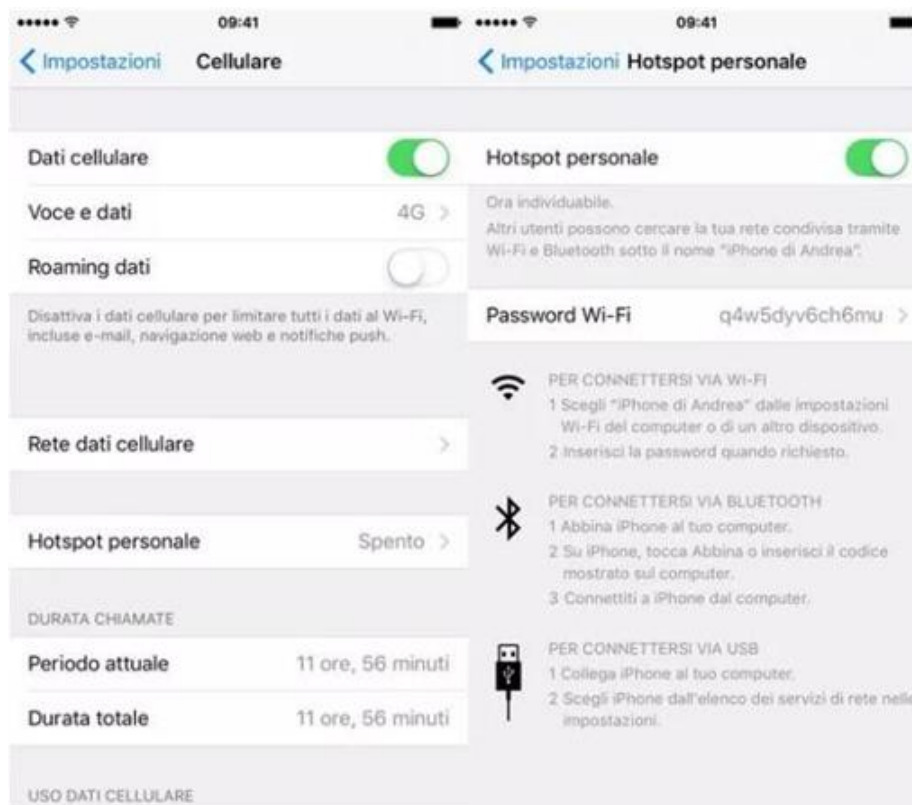 09:41
Impostazioni Cellulare
Dati cellulare
Voce e dati 4G
Roaming dati
Disattiva i dati cellulare per limitare tutti i dati al Wi-Fi,
incluse e-mail, navigazione web e notifiche push.
Rete dati cellulare
Hotspot personale Spento
DURATA CHIAMATE
Periodo attuale 11 ore, 56 minuti
Durata totale 11 ore, 56 minuti
USO DATI CELLULARE
09:41
Impostazioni Hotspot personale
Hotspot personale
Ora individuabile.
Altri utenti possono cercare la tua rete condivisa tramite
Wi-Fi e Bluetooth sotto il nome "iPhone di Andrea".
Password Wi-Fi q4w5dyv6ch6mu
PER CONNETTERSI VIA WI-FI
1 Scegli "iPhone di Andrea" dalle impostazioni
Wi-Fi del computer o di un altro dispositivo.
2 Inserisci la password quando richiesto.
PER CONNETTERSI VIA BLUETOOTH
1 Abbina iPhone al tuo computer.
2 Su iPhone, tocca Abbina o inserisci il codice
mostrato sul computer.
3 Connettiti a iPhone dal computer.
PER CONNETTERSI VIA USB
1 Collega iPhone al tuo computer.
2 Scegli iPhone dall'elenco dei servizi di rete nelle
impostazioni.